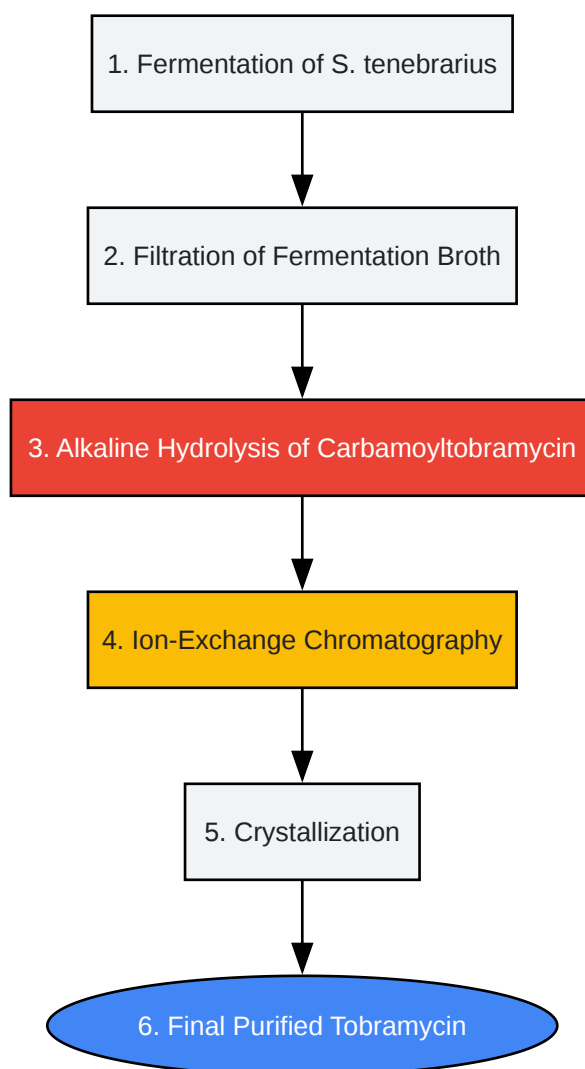 1. Fermentation of S. tenebrarius
2. Filtration of Fermentation Broth
3. Alkaline Hydrolysis of Carbamoyltobramycin
4. Ion-Exchange Chromatography
5. Crystallization
6. Final Purified Tobramycin